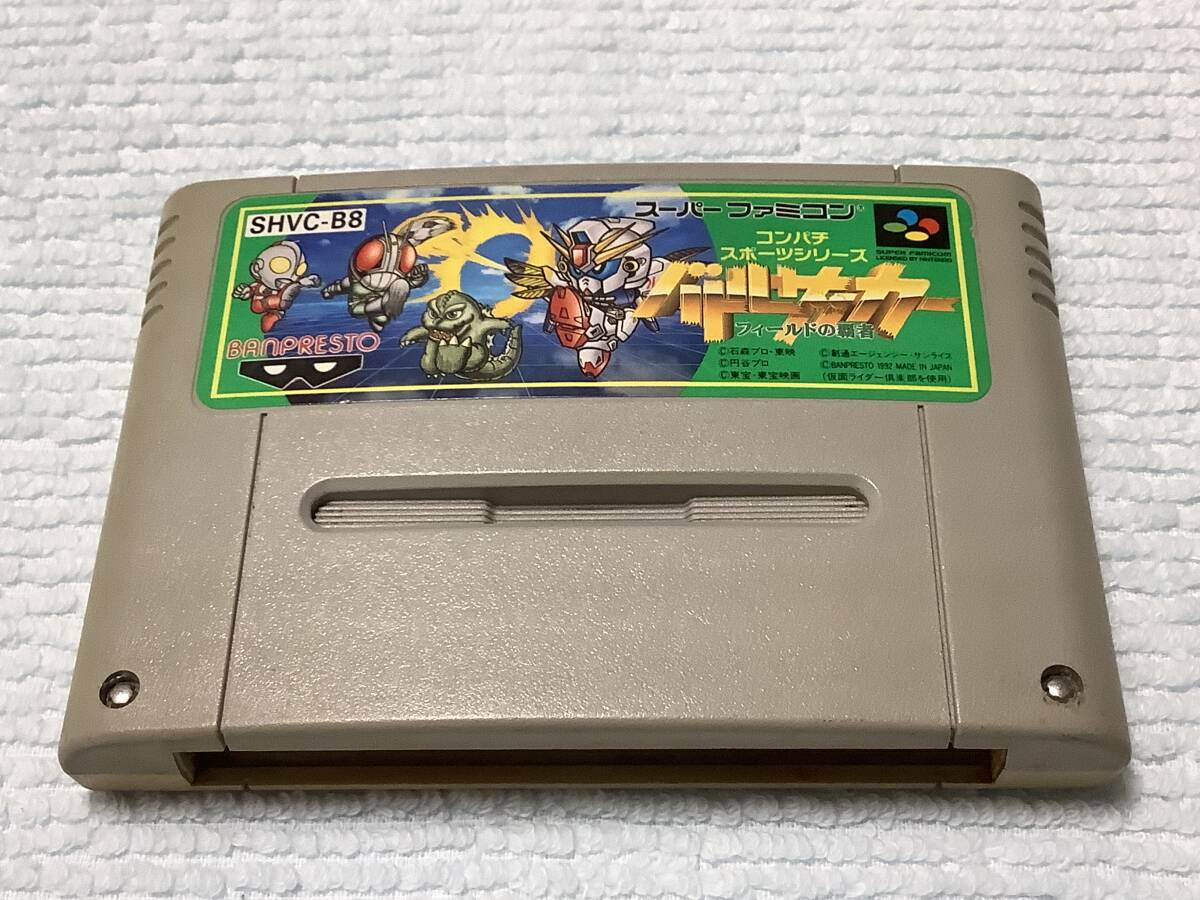 SHVC-B8
スーパーファミコン®
コンパチ
スポーツシリーズ
バトルサッカー
フィールドの覇者
SUPER FAMICOM
LICENSED BY NINTENDO
BANPRESTO
©石森プロ・東映
©円谷プロ
©東宝・東宝映画
©創通エージェンシー・サンライズ
©BANPRESTO 1992 MADE IN JAPAN
(仮面ライダー倶楽部を使用)